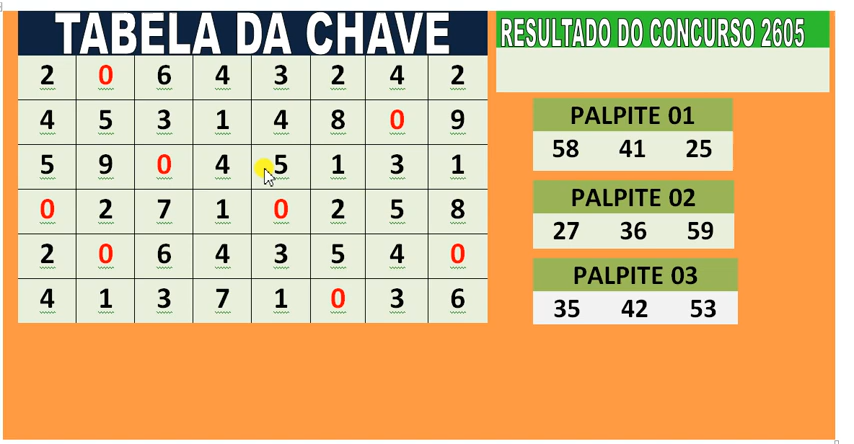 TABELA DA CHAVE
2 0 6 4 3 2 4 2
4 5 3 1 4 8 0 9
5 9 0 4 5 1 3 1
0 2 7 1 0 2 5 8
2 0 6 4 3 5 4 0
4 1 3 7 1 0 3 6
RESULTADO DO CONCURSO 2605
PALPITE 01
58 41 25
PALPITE 02
27 36 59
PALPITE 03
35 42 53